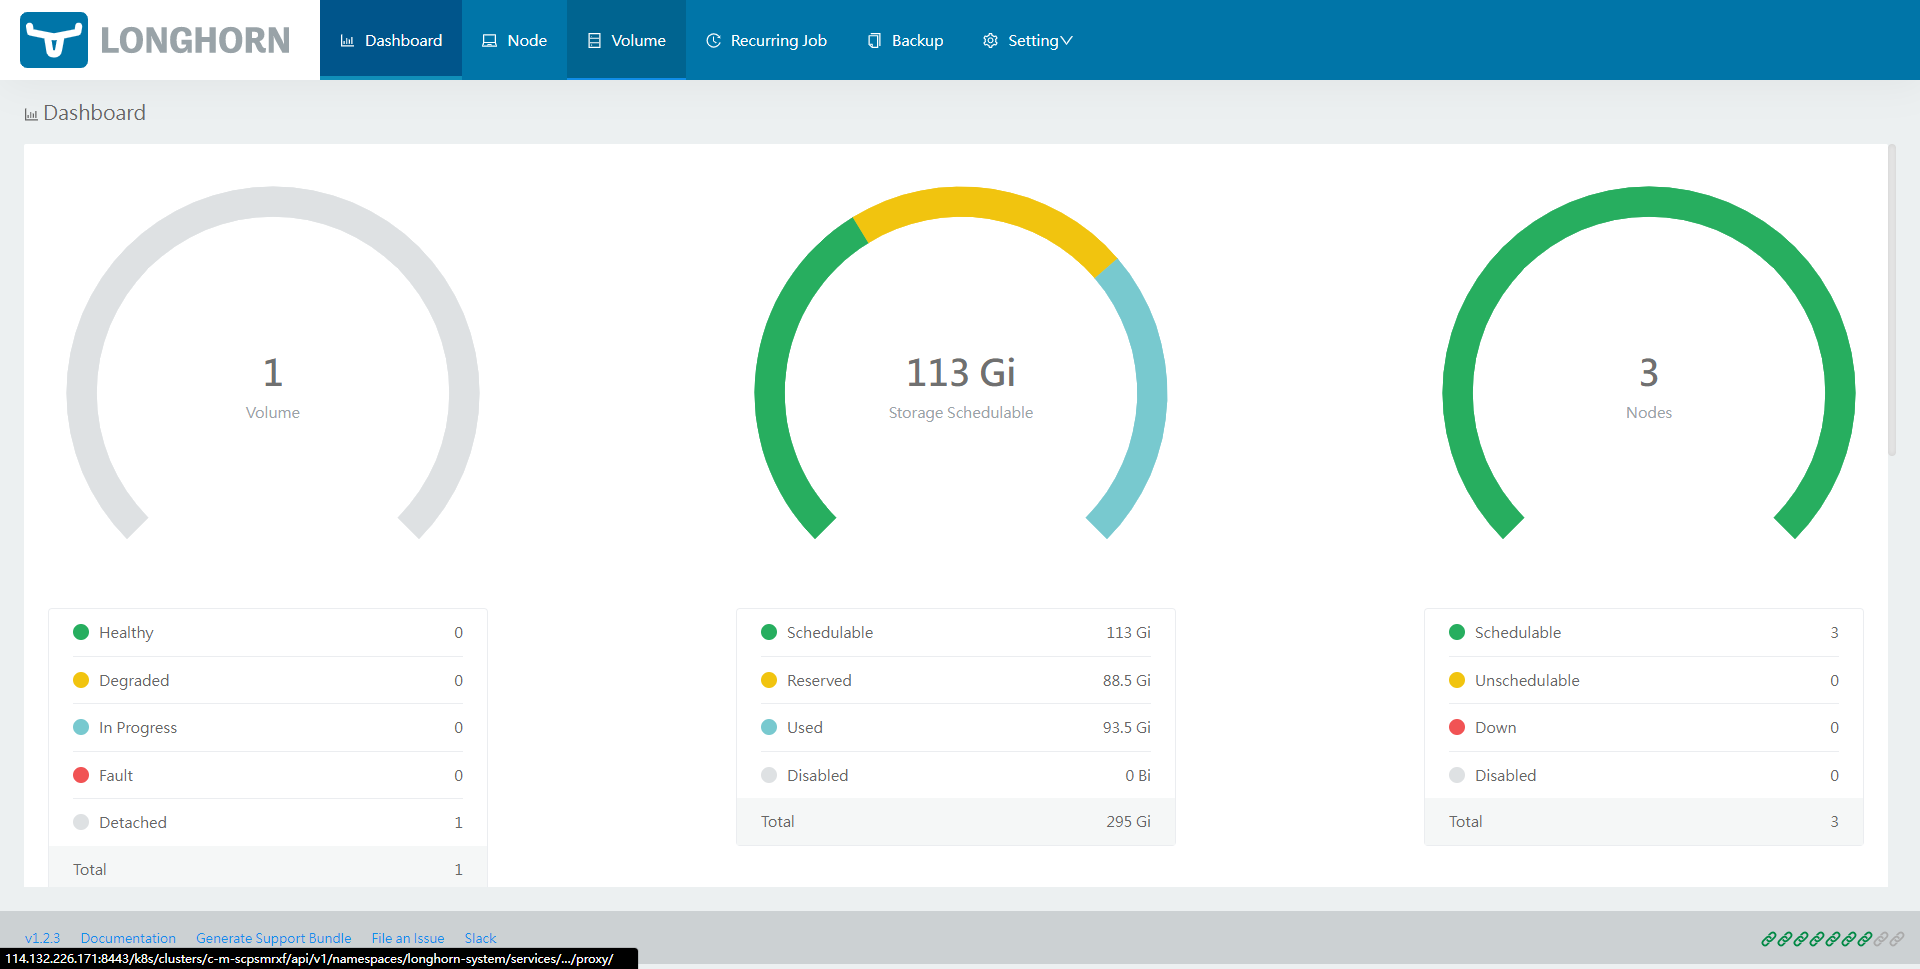 LONGHORN
Dashboard
Node
Volume
Recurring Job
Backup
Setting
Dashboard
1
Volume
113 Gi
Storage Schedulable
3
Nodes
Healthy 0
Degraded 0
In Progress 0
Fault 0
Detached 1
Total 1
Schedulable 113 Gi
Reserved 88.5 Gi
Used 93.5 Gi
Disabled 0 Bi
Total 295 Gi
Schedulable 3
Unschedulable 0
Down 0
Disabled 0
Total 3
v1.2.3 Documentation Generate Support Bundle File an Issue Slack
114.132.226.171:8443/k8s/clusters/c-m-scpsmrxf/api/v1/namespaces/longhorn-system/services/.../proxy/